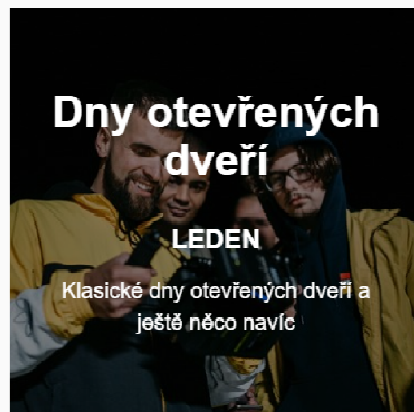 Dny otevřených
dveří
LEDEN
Klasické dny otevřených dveří a
ještě něco navíc